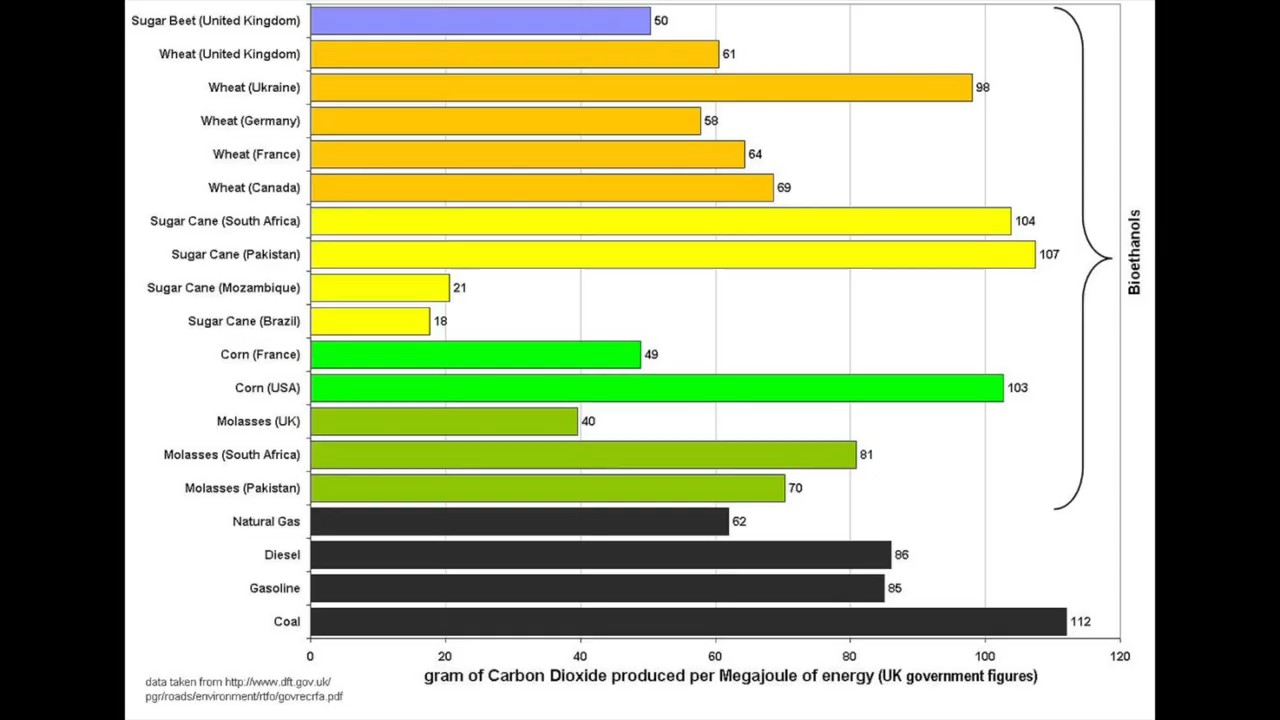 Sugar Beet (United Kingdom) 50
Wheat (United Kingdom) 61
Wheat (Ukraine) 98
Wheat (Germany) 58
Wheat (France) 64
Wheat (Canada) 69
Sugar Cane (South Africa) 104
Sugar Cane (Pakistan) 107
Sugar Cane (Mozambique) 21
Sugar Cane (Brazil) 18
Corn (France) 49
Corn (USA) 103
Molasses (UK) 40
Molasses (South Africa) 81
Molasses (Pakistan) 70
Natural Gas 62
Diesel 86
Gasoline 85
Coal 112
Bioethanols
0 20 40 60 80 100 120
gram of Carbon Dioxide produced per Megajoule of energy (UK government figures)
data taken from http://www.dft.gov.uk/
pgr/roads/environment/rtfo/govrecrfa.pdf